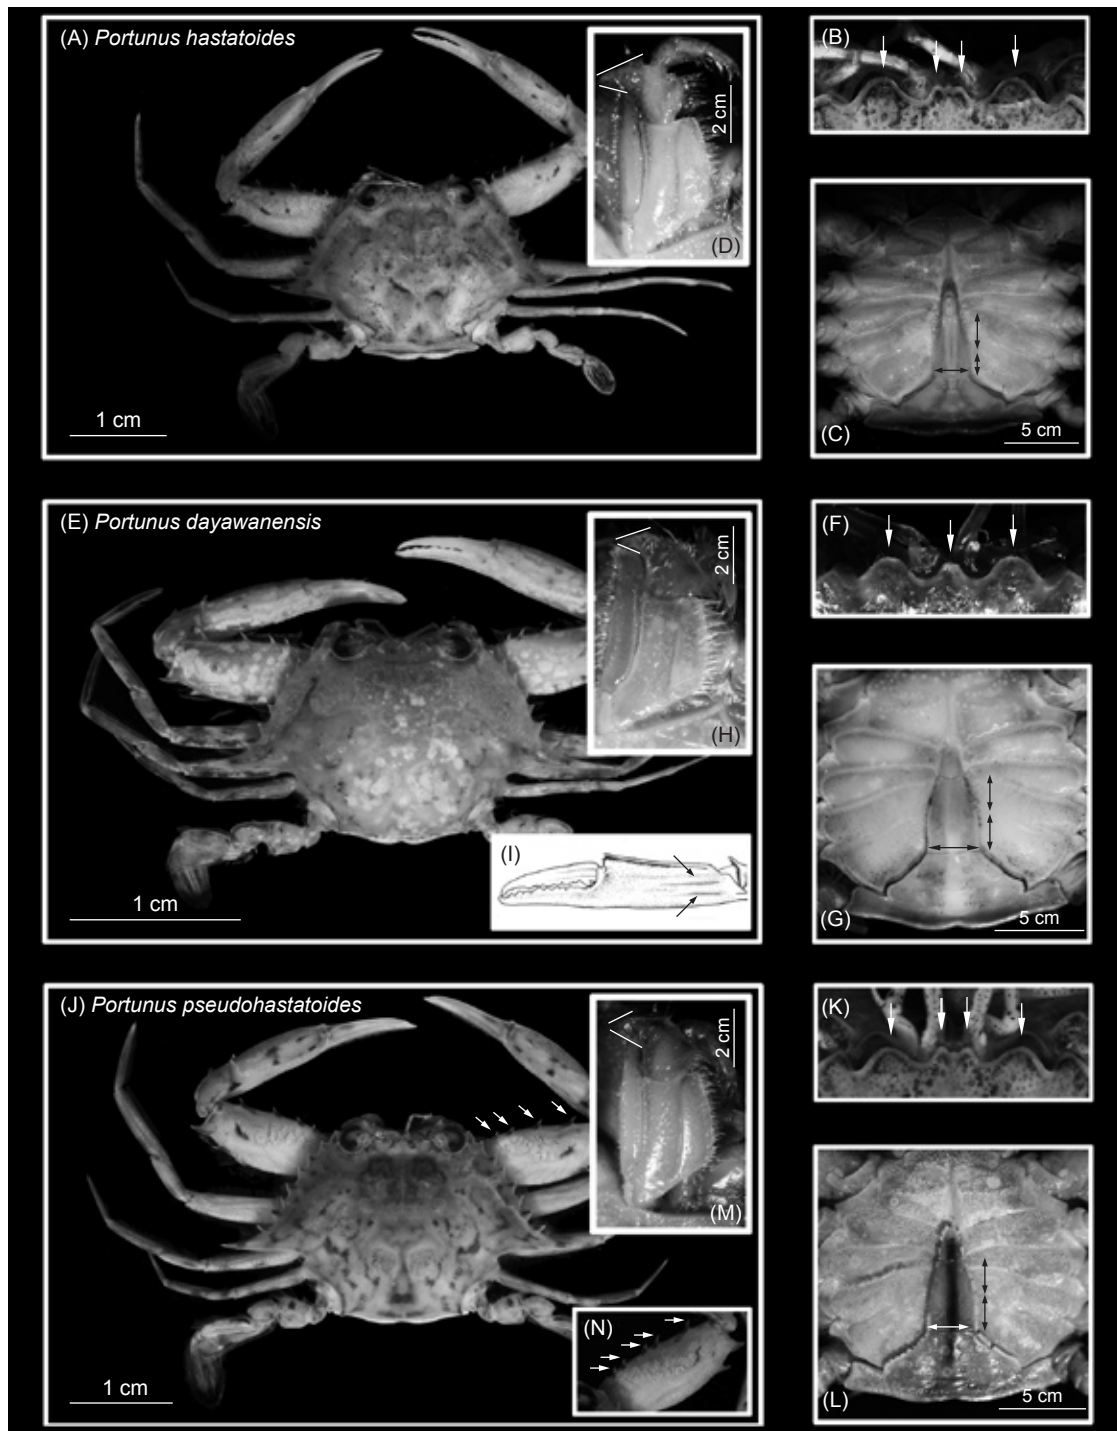 (A) Portunus hastatoides
(D)
2 cm
1 cm
(B)
(C)
5 cm
(E) Portunus dayawanensis
(H)
2 cm
(I)
1 cm
(F)
(G)
5 cm
(J) Portunus pseudohastatoides
(M)
2 cm
(N)
1 cm
(K)
(L)
5 cm